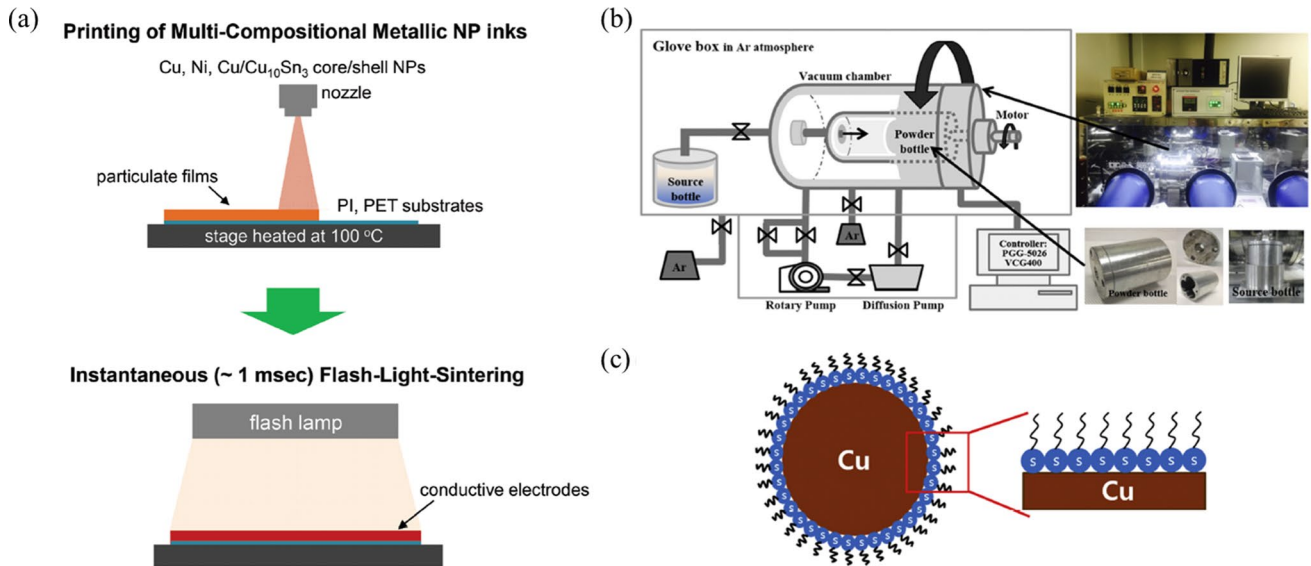 (a)
Printing of Multi-Compositional Metallic NP inks
Cu, Ni, Cu/Cu10Sn3 core/shell NPs
nozzle
particulate films
PI, PET substrates
stage heated at 100 °C
Instantaneous (~ 1 msec) Flash-Light-Sintering
flash lamp
conductive electrodes
(b)
Glove box in Ar atmosphere
Vacuum chamber
Motor
Powder
bottle
Source
bottle
Ar
Ar
Controller:
PGG-5026
VCG400
Rotary Pump
Diffusion Pump
Powder bottle
Source bottle
(c)
Cu
S S S S S S S S
Cu